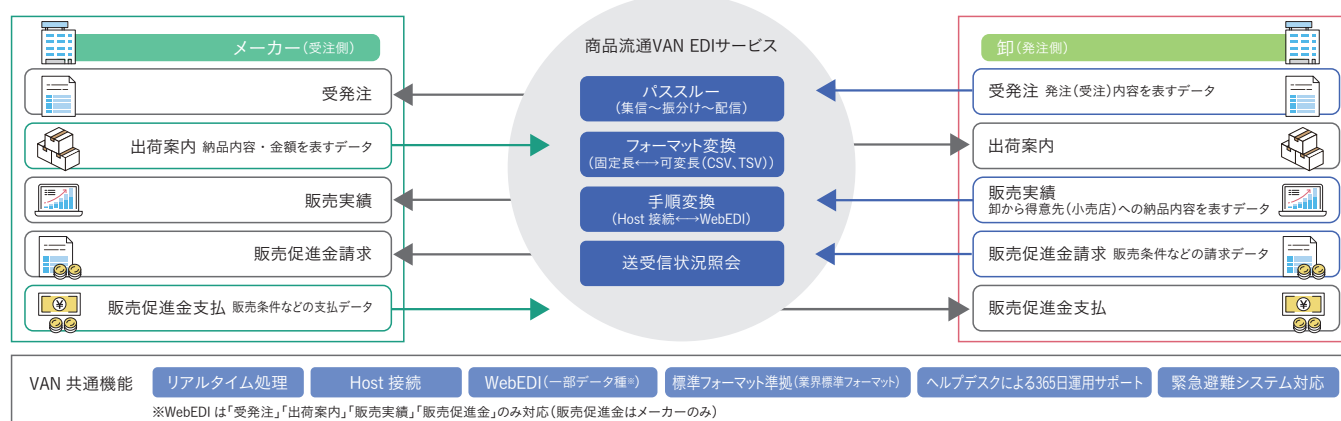 メーカー(受注側)
受発注
出荷案内 納品内容・金額を表すデータ
販売実績
販売促進金請求
販売促進金支払 販売条件などの支払データ
商品流通VAN EDIサービス
パススルー
(集信〜振分け〜配信)
フォーマット変換
(固定長←→可変長(CSV、TSV))
手順変換
(Host 接続←→WebEDI)
送受信状況照会
卸(発注側)
受発注 発注(受注)内容を表すデータ
出荷案内
販売実績
卸から得意先(小売店)への納品内容を表すデータ
販売促進金請求 販売条件などの請求データ
販売促進金支払
VAN 共通機能
リアルタイム処理
Host 接続
WebEDI(一部データ種※)
標準フォーマット準拠(業界標準フォーマット)
ヘルプデスクによる365日運用サポート
緊急避難システム対応
※WebEDI は「受発注」「出荷案内」「販売実績」「販売促進金」のみ対応(販売促進金はメーカーのみ)